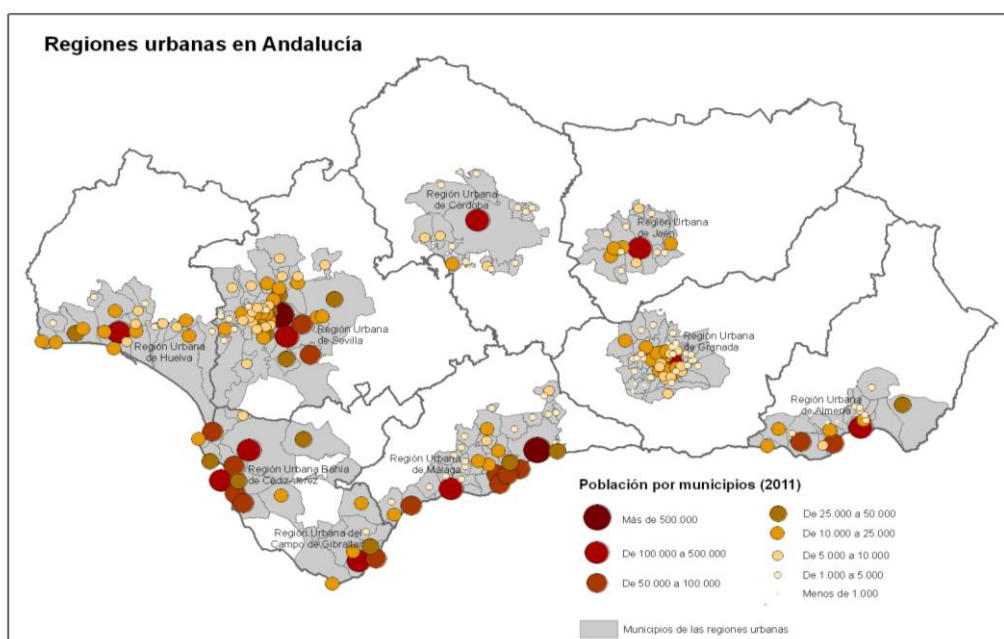 Regiones urbanas en Andalucía
Región Urbana
de Córdoba
Región Urbana
de Jaén
Región Urbana
de Sevilla
Región Urbana
de Huelva
Región Urbana
de Granada
Región Urbana
de Almería
Región Urbana
de Málaga
Región Urbana Bahía
de Cádiz-Jerez
Región Urbana del
Campo de Gibraltar
Población por municipios (2011)
Más de 500.000
De 100.000 a 500.000
De 50.000 a 100.000
De 25.000 a 50.000
De 10.000 a 25.000
De 5.000 a 10.000
De 1.000 a 5.000
Menos de 1.000
Municipios de las regiones urbanas